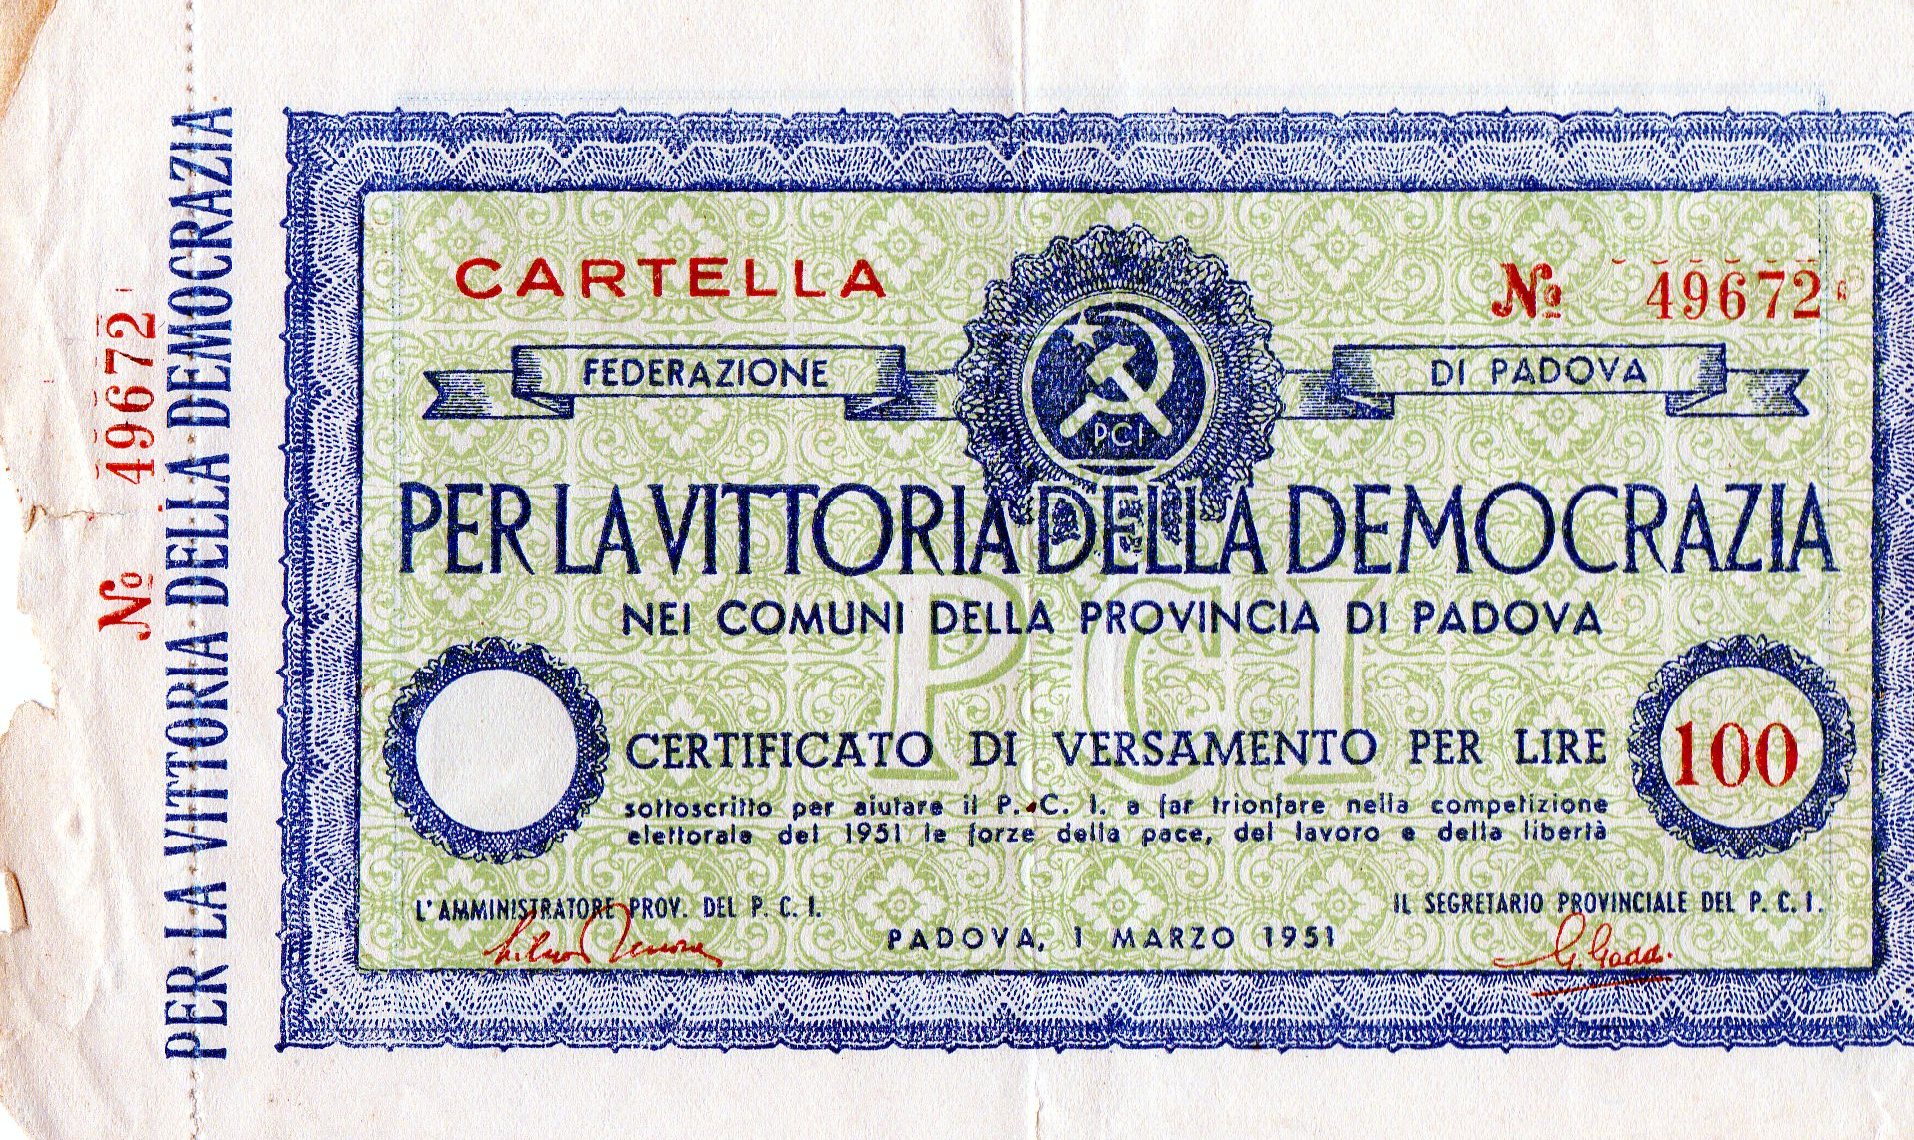 Nº 49672
PER LA VITTORIA DELLA DEMOCRAZIA
CARTELLA
Nº 49672
FEDERAZIONE DI PADOVA
PCI
PER LA VITTORIA DELLA DEMOCRAZIA
NEI COMUNI DELLA PROVINCIA DI PADOVA
PCI
CERTIFICATO DI VERSAMENTO PER LIRE 100
sottoscritto per aiutare il P. C. I. a far trionfare nella competizione
elettorale del 1951 le forze della pace, del lavoro e della libertà
L'AMMINISTRATORE PROV. DEL P. C. I.
IL SEGRETARIO PROVINCIALE DEL P. C. I.
PADOVA, 1 MARZO 1951